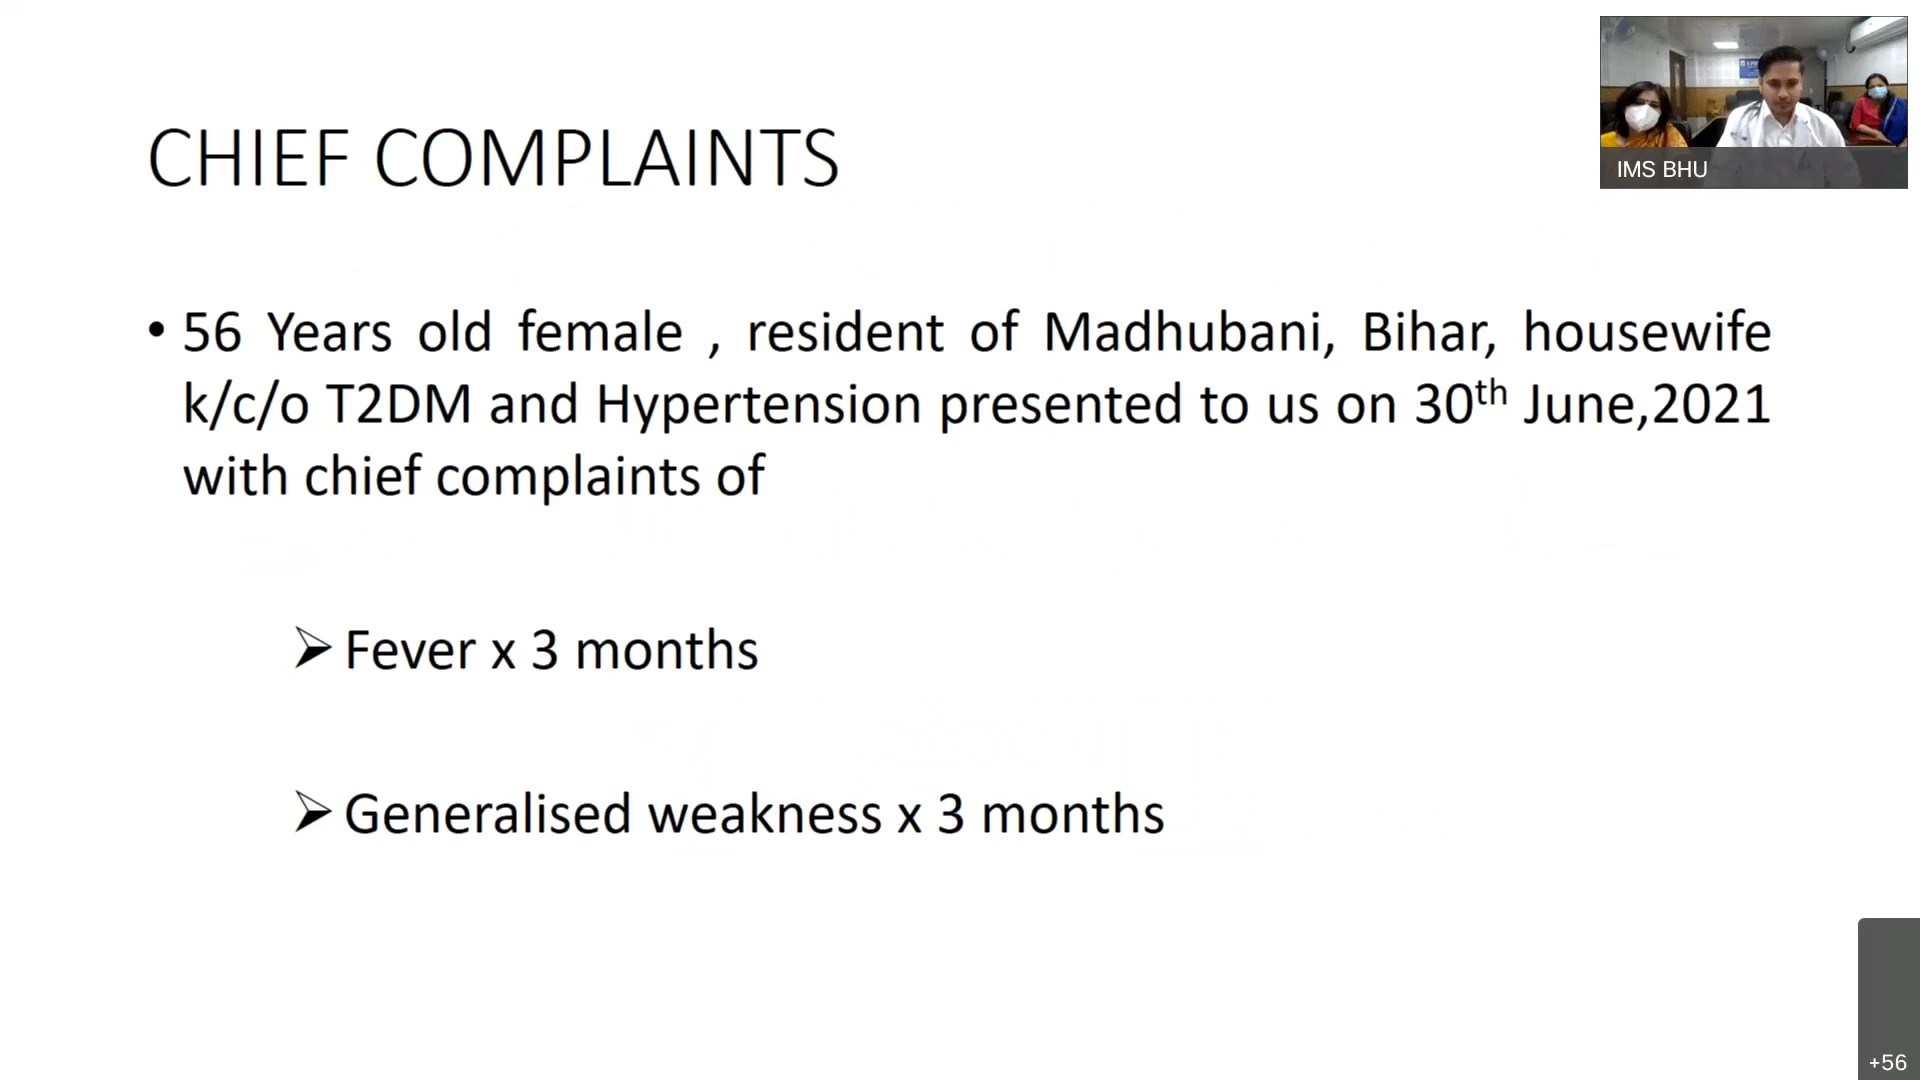 CHIEF COMPLAINTS
IMS BHU
• 56 Years old female , resident of Madhubani, Bihar, housewife
k/c/o T2DM and Hypertension presented to us on 30th June,2021
with chief complaints of
➢ Fever x 3 months
➢ Generalised weakness x 3 months
+56